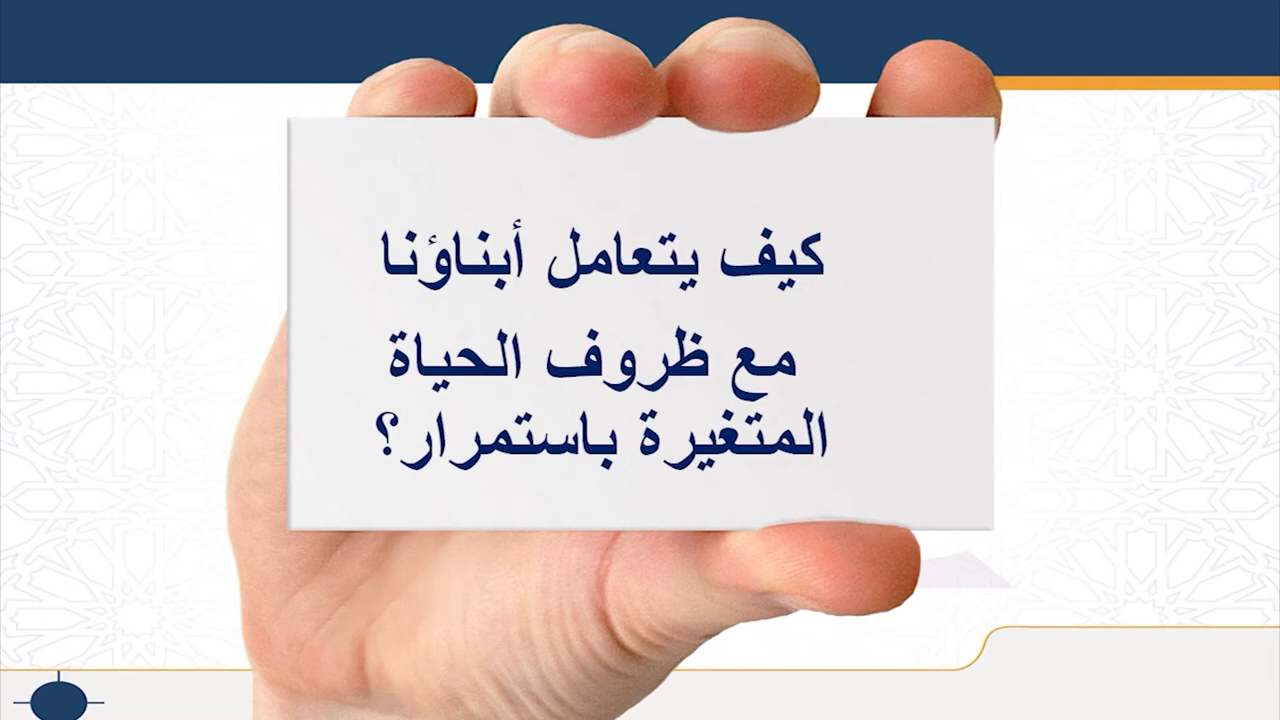 كيف يتعامل أبناؤنا
مع ظروف الحياة
المتغيرة باستمرار؟